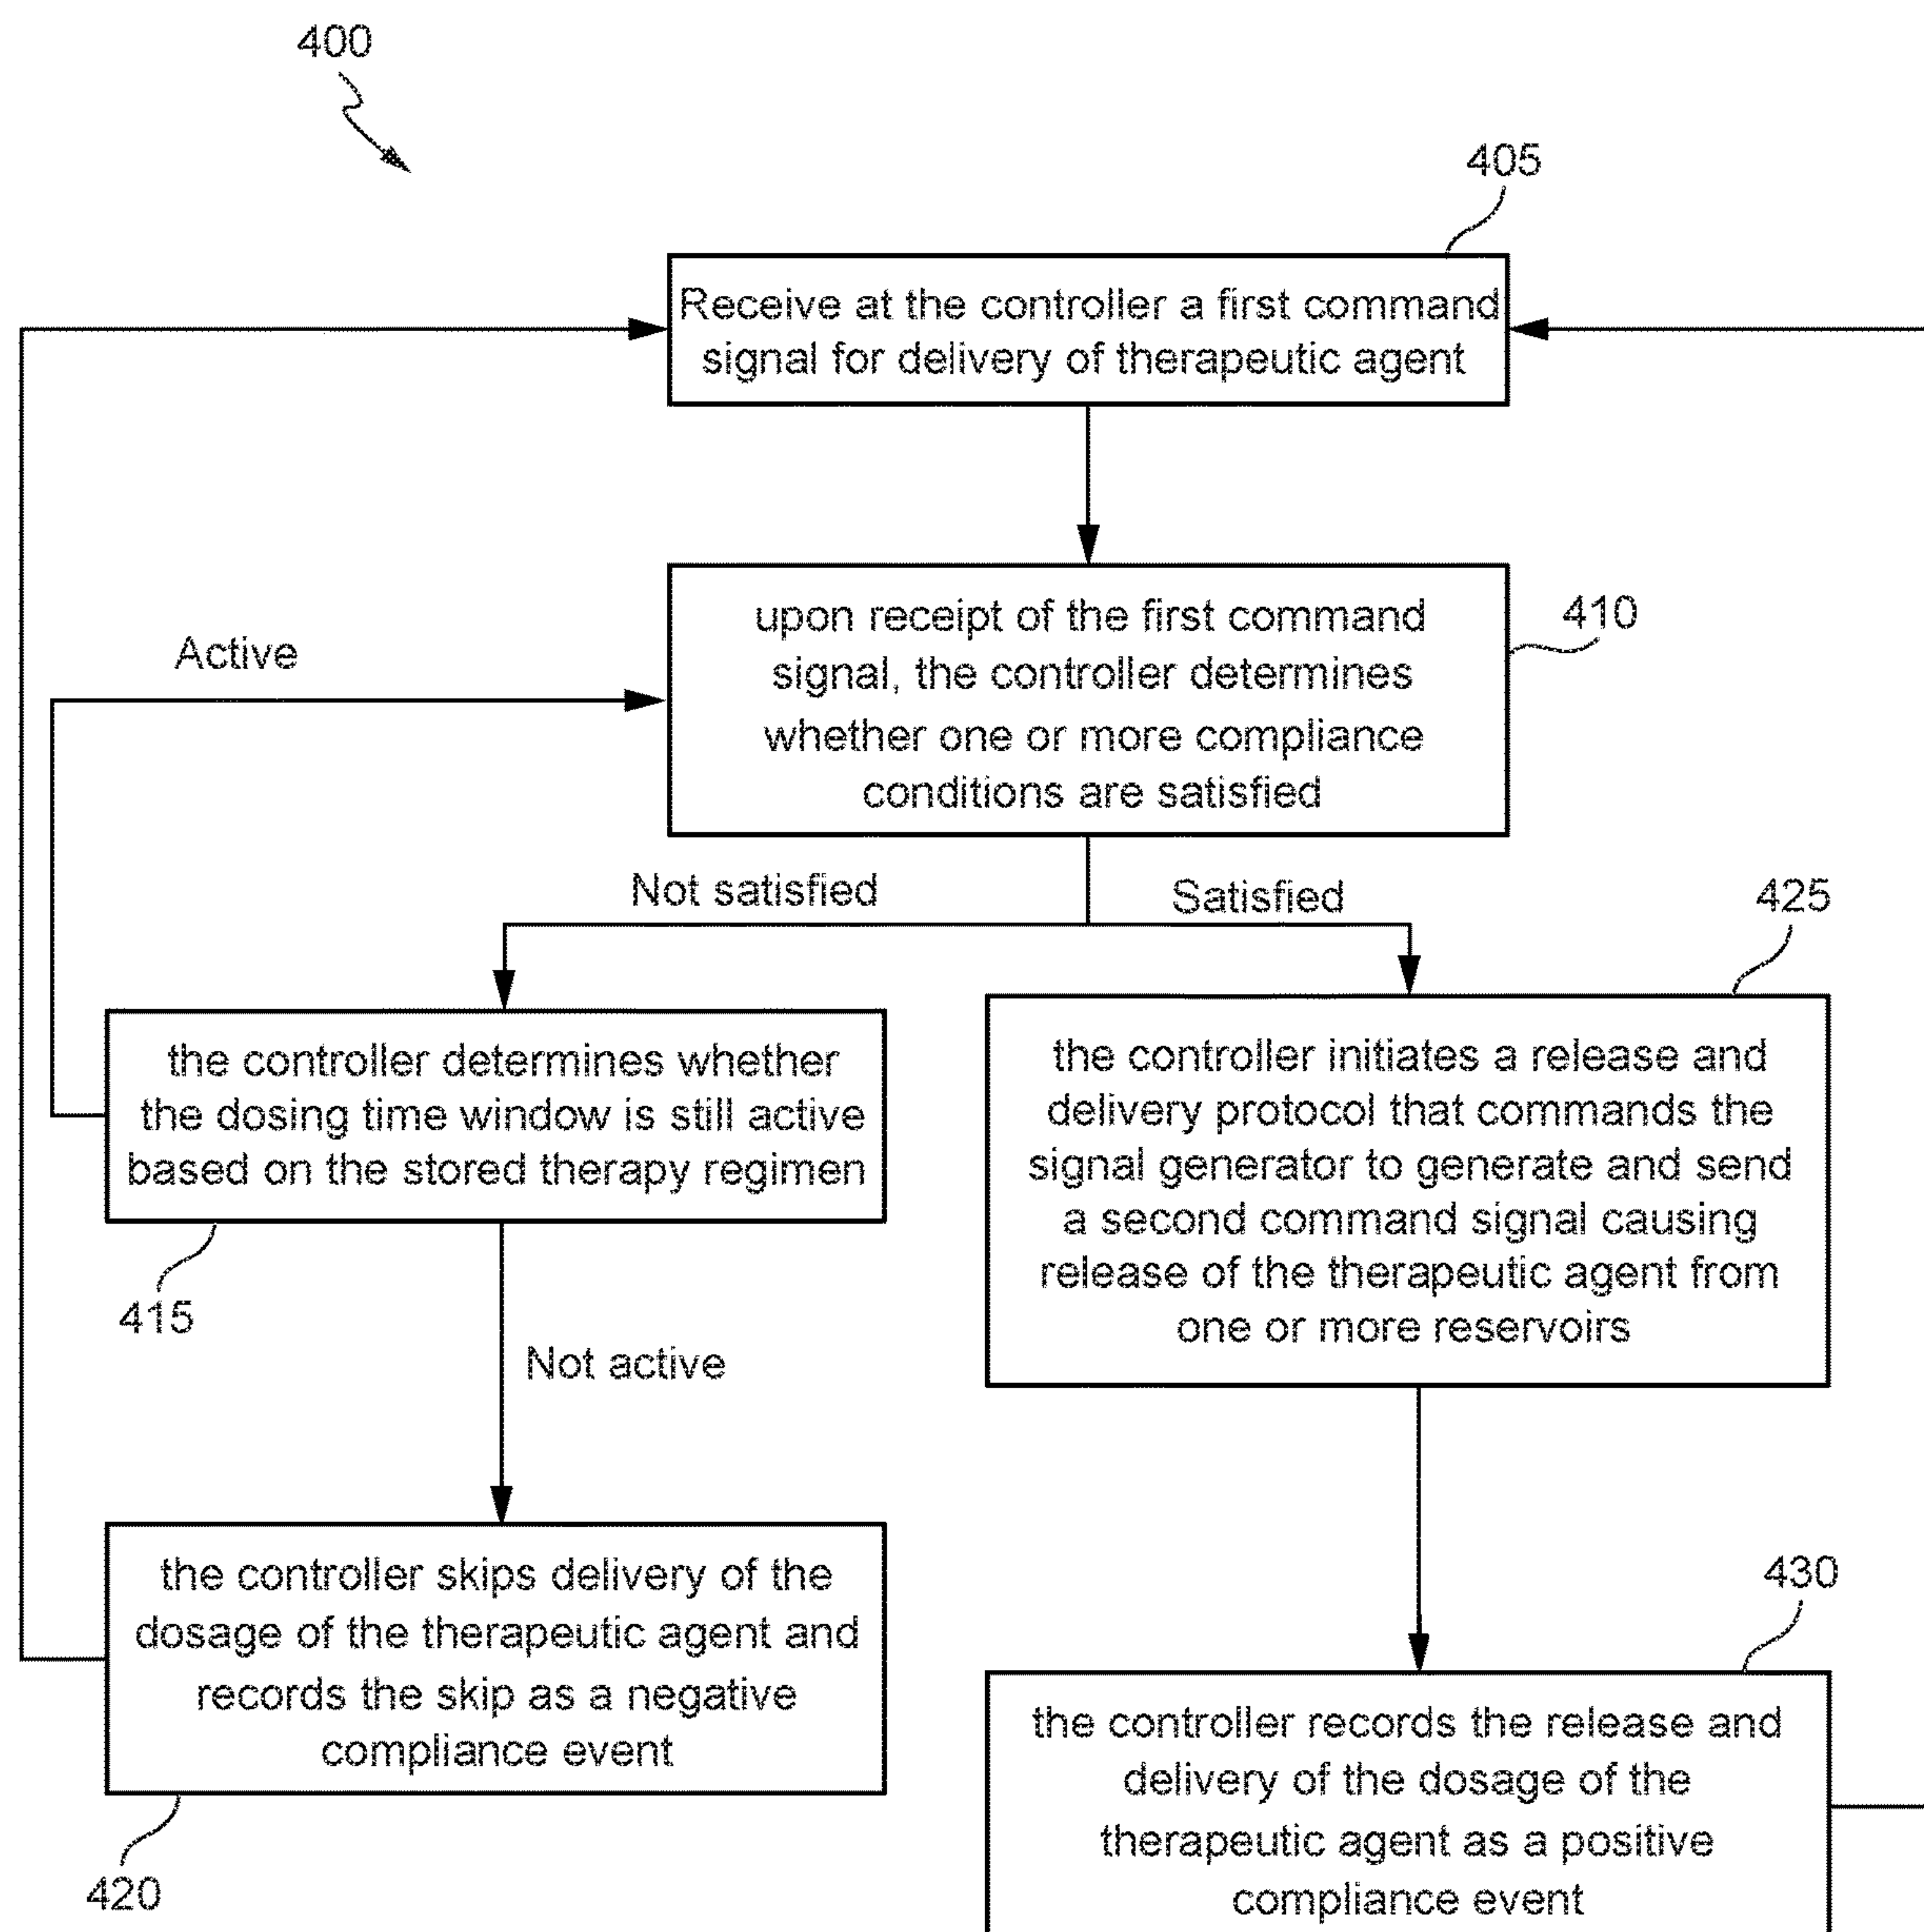 400
405
Receive at the controller a first command
signal for delivery of therapeutic agent
410
upon receipt of the first command
signal, the controller determines
whether one or more compliance
conditions are satisfied
Active
Not satisfied
Satisfied
425
the controller determines whether
the dosing time window is still active
based on the stored therapy regimen
415
the controller initiates a release and
delivery protocol that commands the
signal generator to generate and send
a second command signal causing
release of the therapeutic agent from
one or more reservoirs
Not active
the controller skips delivery of the
dosage of the therapeutic agent and
records the skip as a negative
compliance event
420
430
the controller records the release and
delivery of the dosage of the
therapeutic agent as a positive
compliance event